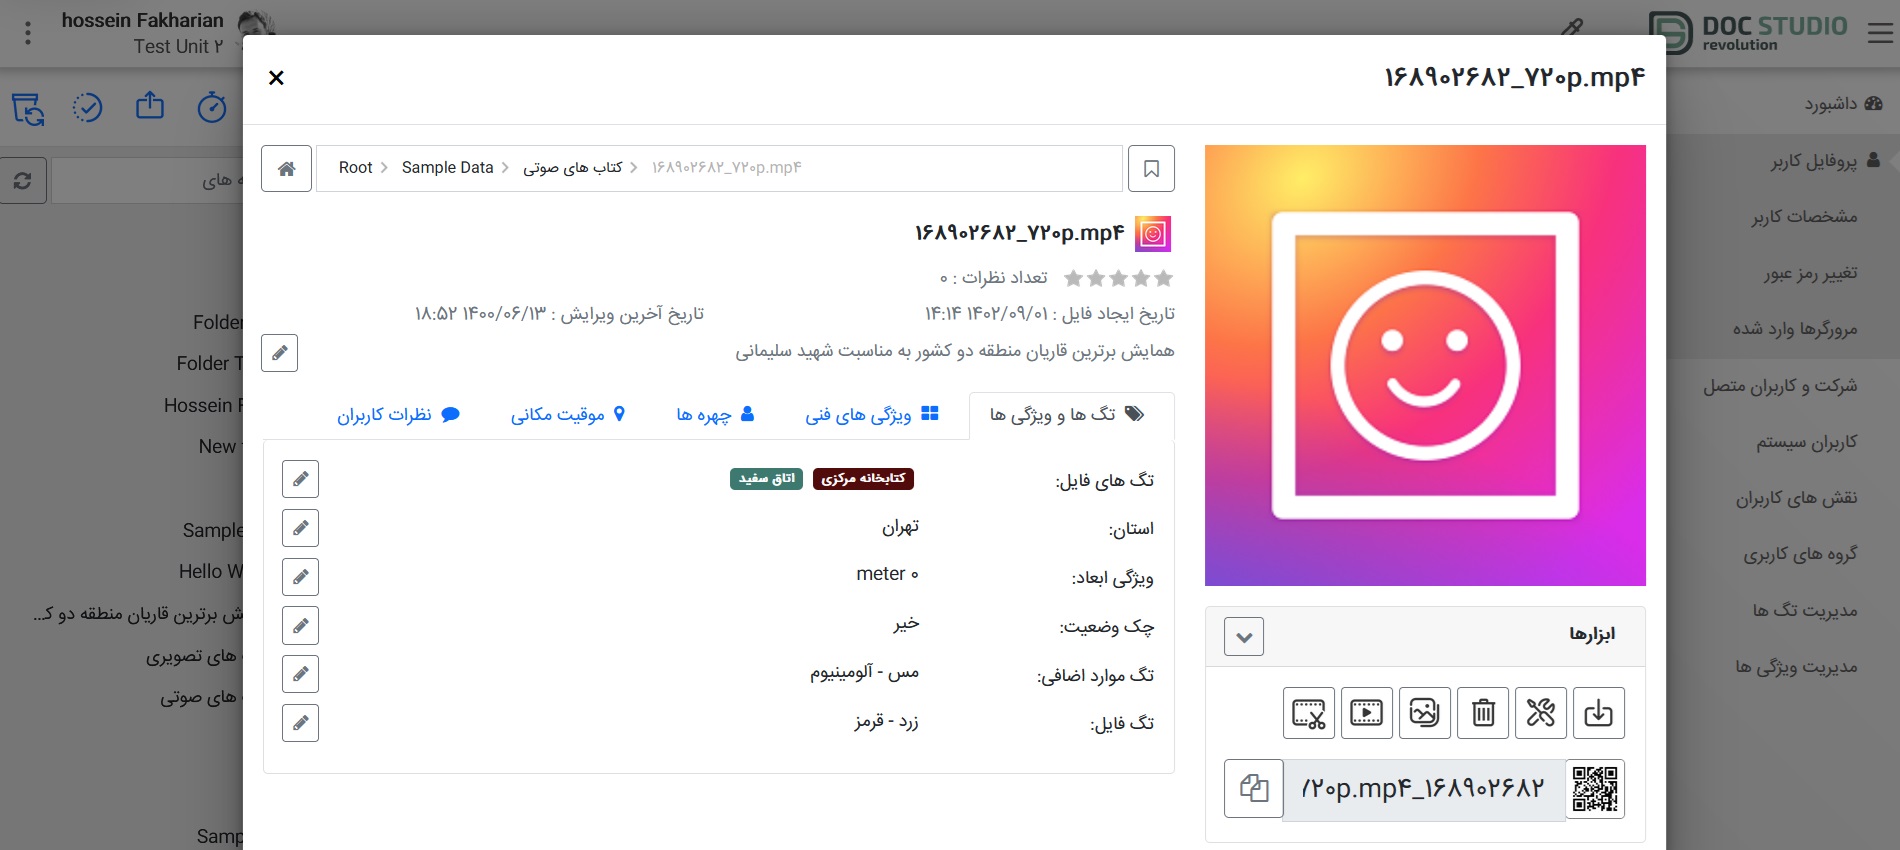 hossein Fakharian
Test Unit ۲
DOC STUDIO
revolution
داشبورد
پروفایل کاربر
مشخصات کاربر
تغییر رمز عبور
مرورگرها وارد شده
شرکت و کاربران متصل
کاربران سیستم
نقش های کاربران
گروه های کاربری
مدیریت تگ ها
مدیریت ویژگی ها
۱۶۸۹۰۲۶۸۲_۷۲۰p.mp۴
Root
Sample Data
کتاب های صوتی
۱۶۸۹۰۲۶۸۲_۷۲۰p.mp۴
۱۶۸۹۰۲۶۸۲_۷۲۰p.mp۴
تعداد نظرات : ۰
تاریخ ایجاد فایل : ۱۴۰۲/۰۹/۰۱ ۱۴:۱۴
تاریخ آخرین ویرایش : ۱۴۰۰/۰۶/۱۳ ۱۸:۵۲
همایش برترین قاریان منطقه دو کشور به مناسبت شهید سلیمانی
تگ ها و ویژگی ها
ویژگی های فنی
چهره ها
موقیت مکانی
نظرات کاربران
تگ های فایل: کتابخانه مرکزی اتاق سفید
استان: تهران
ویژگی ابعاد: ۰ meter
چک وضعیت: خیر
تگ موارد اضافی: مس - آلومینیوم
تگ فایل: زرد - قرمز
ابزارها
۷۲۰p.mp۴_۱۶۸۹۰۲۶۸۲
ه های
Folder
Folder T
Hossein F
New
Sample
Hello W
ش برترین قاریان منطقه دو ک...
های تصویری
های صوتی
Samp